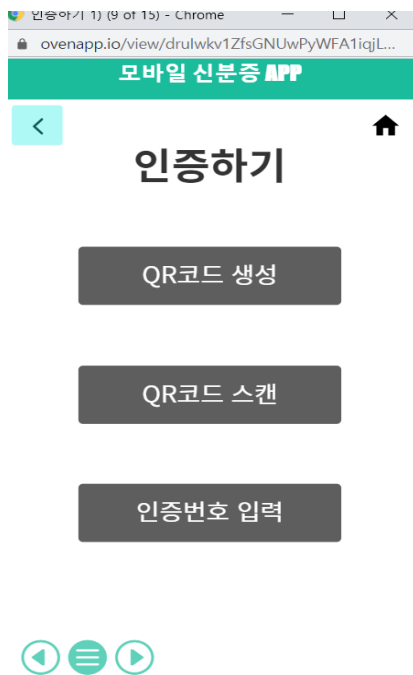 인증하기 1) (9 of 15) - Chrome
ovenapp.io/view/drulwkv1ZfsGNUwPyWFA1iqjL...
모바일 신분증 APP
인증하기
QR코드 생성
QR코드 스캔
인증번호 입력